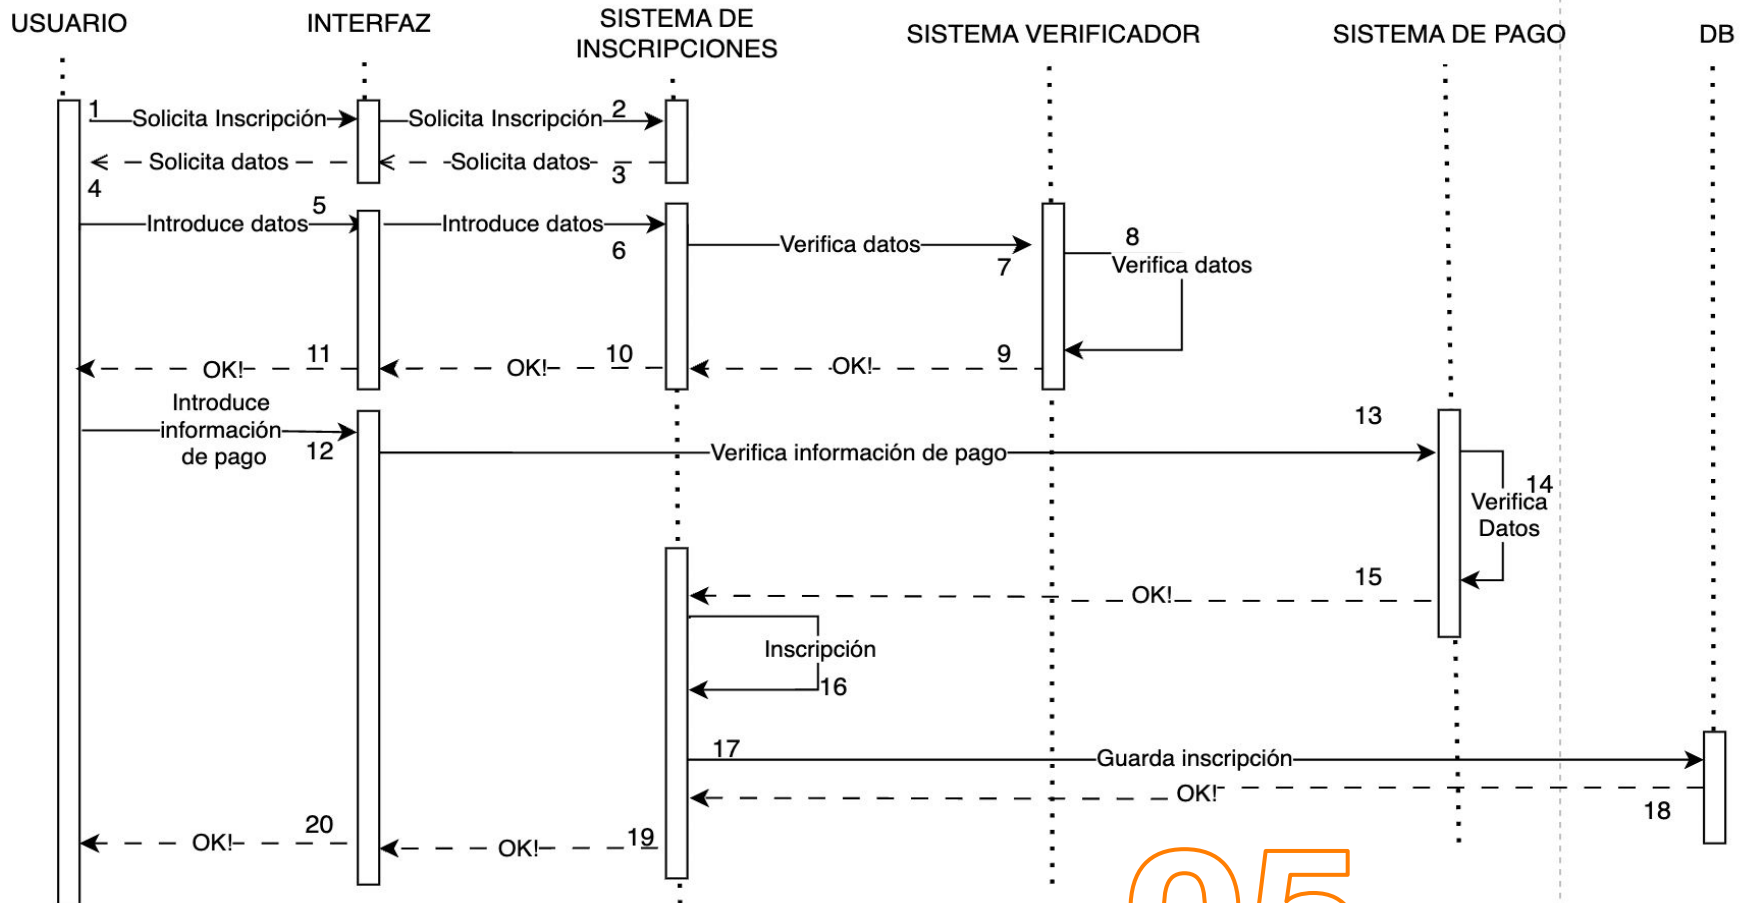 USUARIO
INTERFAZ
SISTEMA DE
INSCRIPCIONES
SISTEMA VERIFICADOR
SISTEMA DE PAGO
DB
1
Solicita Inscripción
Solicita Inscripción
2
Solicita datos
Solicita datos
3
4
5
Introduce datos
Introduce datos
6
Verifica datos
7
8
Verifica datos
11
OK!
10
OK!
9
OK!
Introduce
información
de pago
12
13
Verifica información de pago
14
Verifica
Datos
15
OK!
Inscripción
16
17
Guarda inscripción
OK!
18
20
OK!
19
OK!
05